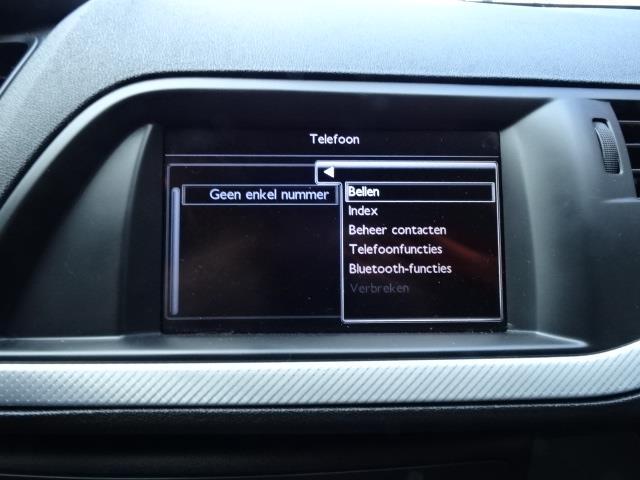 Telefoon
Geen enkel nummer
Bellen
Index
Beheer contacten
Telefoonfuncties
Bluetooth-functies
Verbreken